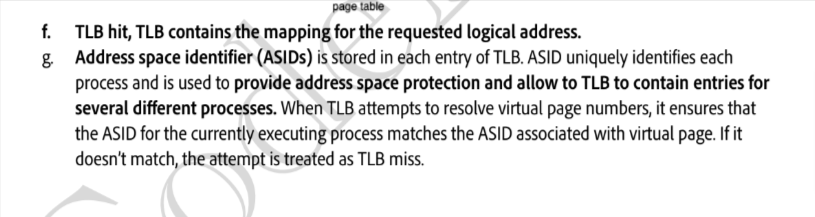 page table
f. TLB hit, TLB contains the mapping for the requested logical address.
g. Address space identifier (ASIDs) is stored in each entry of TLB. ASID uniquely identifies each
process and is used to provide address space protection and allow to TLB to contain entries for
several different processes. When TLB attempts to resolve virtual page numbers, it ensures that
the ASID for the currently executing process matches the ASID associated with virtual page. If it
doesn't match, the attempt is treated as TLB miss.